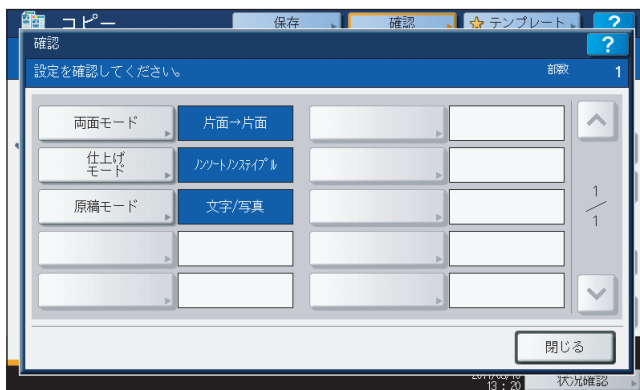 コピー
保存
確認
テンプレート
?
確認
?
設定を確認してください。
部数
1
両面モード
片面→片面
仕上げ
モード
ﾉﾝｿｰﾄﾉﾝｽﾃｲﾌﾟﾙ
原稿モード
文字/写真
1
1
閉じる
13 : 20
状況確認